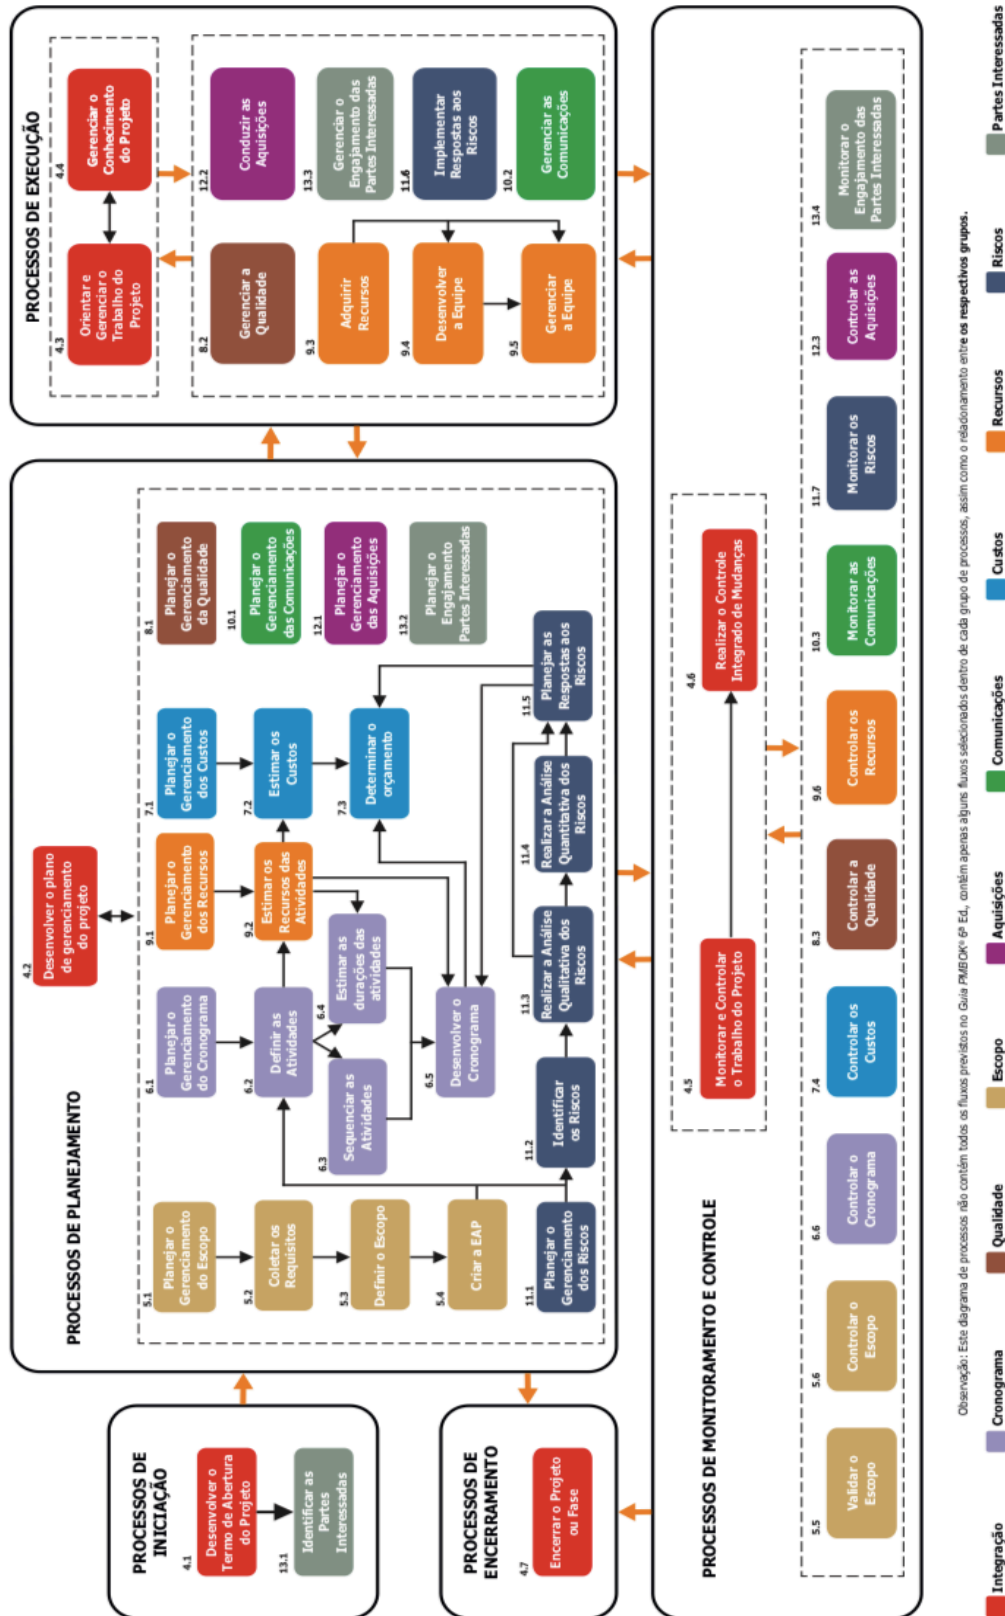 PROCESSOS DE
INICIAÇÃO
4.1
Desenvolver o
Termo de Abertura
do Projeto
13.1
Identificar as
Partes
Interessadas
PROCESSOS DE
ENCERRAMENTO
4.7
Encerrar o Projeto
ou Fase
PROCESSOS DE PLANEJAMENTO
4.2
Desenvolver o plano
de gerenciamento
do projeto
5.1
Planejar o
Gerenciamento
do Escopo
5.2
Coletar os
Requisitos
5.3
Definir o Escopo
5.4
Criar a EAP
11.1
Planejar o
Gerenciamento
dos Riscos
6.1
Planejar o
Gerenciamento
do Cronograma
6.2
Definir as
Atividades
6.3
Sequenciar as
Atividades
6.4
Estimar as
durações das
atividades
6.5
Desenvolver o
Cronograma
11.2
Identificar
os Riscos
9.1
Planejar o
Gerenciamento
dos Recursos
9.2
Estimar os
Recursos das
Atividades
11.3
Realizar a Análise
Qualitativa dos
Riscos
7.1
Planejar o
Gerenciamento
dos Custos
7.2
Estimar os
Custos
7.3
Determinar o
orçamento
11.4
Realizar a Análise
Quantitativa dos
Riscos
11.5
Planejar as
Respostas aos
Riscos
8.1
Planejar o
Gerenciamento
da Qualidade
10.1
Planejar o
Gerenciamento
das Comunicações
12.1
Planejar o
Gerenciamento
das Aquisições
13.2
Planejar o
Engajamento
Partes Interessadas
PROCESSOS DE EXECUÇÃO
4.3
Orientar e
Gerenciar o
Trabalho do
Projeto
4.4
Gerenciar o
Conhecimento
do Projeto
8.2
Gerenciar a
Qualidade
9.3
Adquirir
Recursos
9.4
Desenvolver
a Equipe
9.5
Gerenciar
a Equipe
12.2
Conduzir as
Aquisições
13.3
Gerenciar o
Engajamento das
Partes Interessadas
11.6
Implementar
Respostas aos
Riscos
10.2
Gerenciar as
Comunicações
PROCESSOS DE MONITORAMENTO E CONTROLE
4.5
Monitorar e Controlar
o Trabalho do Projeto
4.6
Realizar o Controle
Integrado de Mudanças
5.5
Validar o
Escopo
5.6
Controlar o
Escopo
6.6
Controlar o
Cronograma
7.4
Controlar os
Custos
8.3
Controlar a
Qualidade
9.6
Controlar os
Recursos
10.3
Monitorar as
Comunicações
11.7
Monitorar os
Riscos
12.3
Controlar as
Aquisições
13.4
Monitorar o
Engajamento das
Partes Interessadas
Observação: Este diagrama de processos não contém todos os fluxos previstos no Guia PMBOK® 6ª Ed., contém apenas alguns fluxos selecionados dentro de cada grupo de processos, assim como o relacionamento entre os respectivos grupos.
Integração
Cronograma
Qualidade
Escopo
Aquisições
Comunicações
Custos
Recursos
Riscos
Partes Interessadas